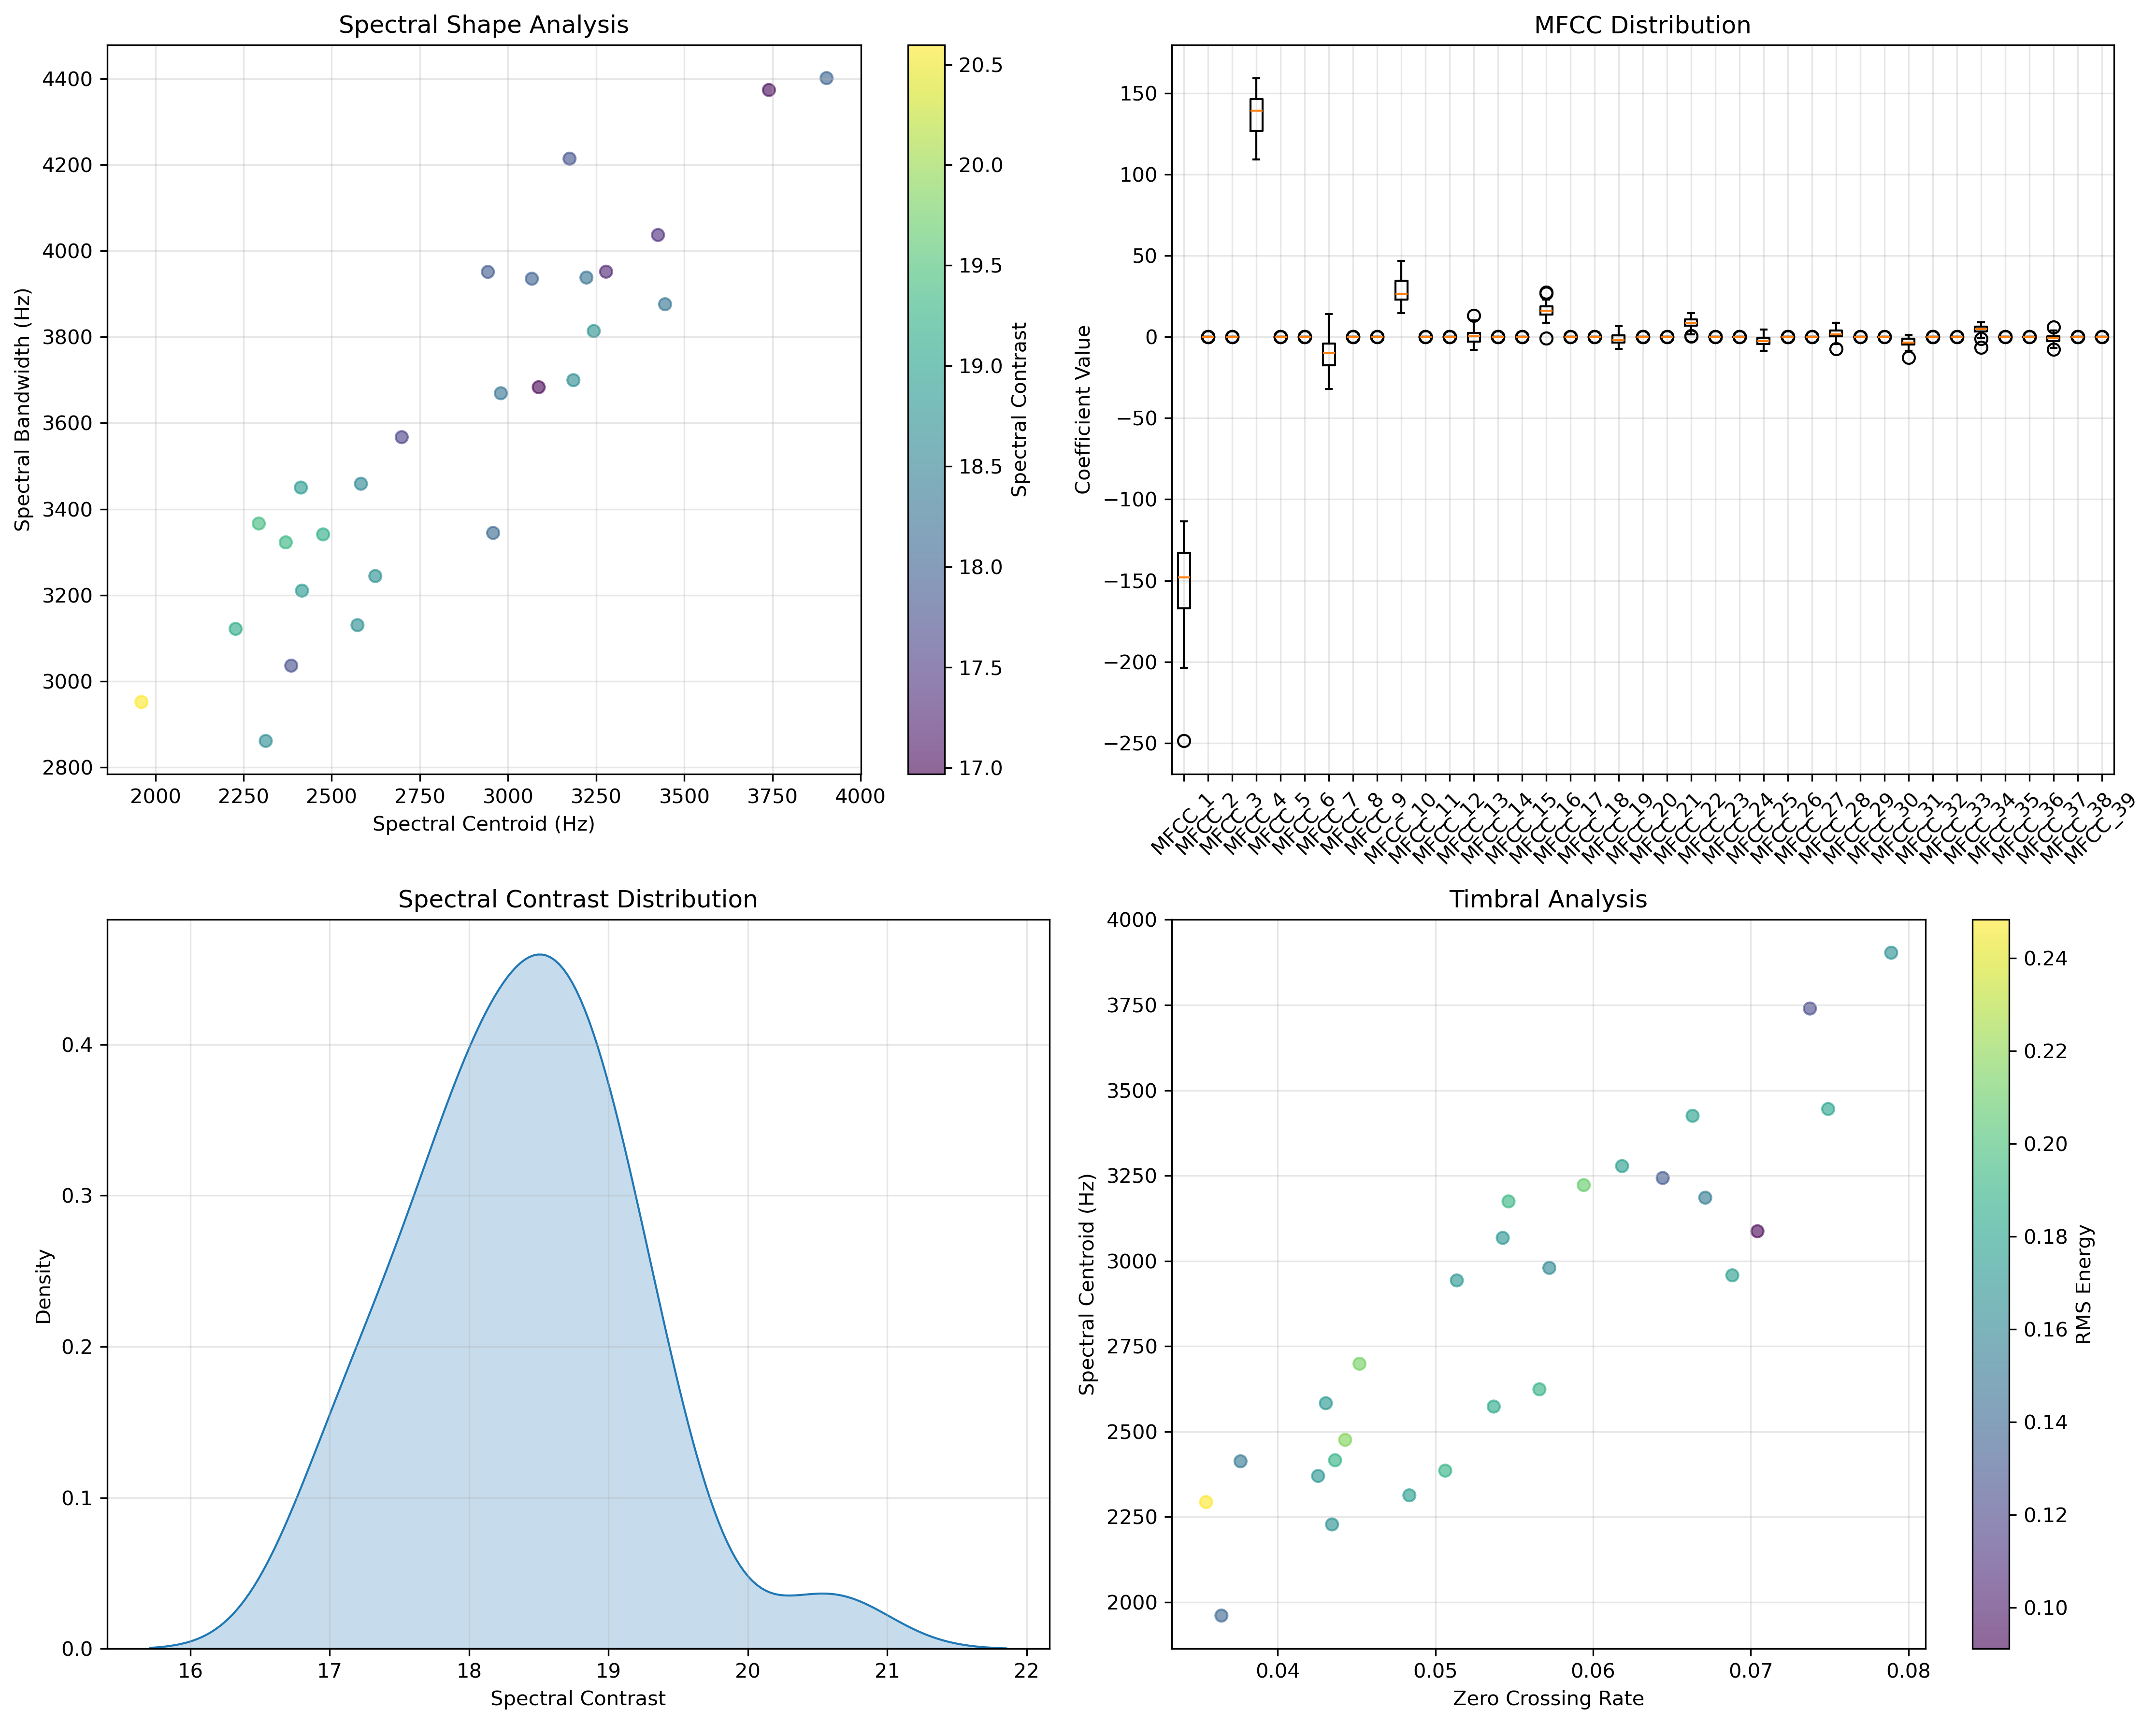 Spectral Shape Analysis
4400
4200
4000
3800
3600
3400
3200
3000
2800
Spectral Bandwidth (Hz)
2000 2250 2500 2750 3000 3250 3500 3750 4000
Spectral Centroid (Hz)
20.5
20.0
19.5
19.0
18.5
18.0
17.5
17.0
Spectral Contrast
MFCC Distribution
150
100
50
0
−50
−100
−150
−200
−250
Coefficient Value
MFCC_1 MFCC_2 MFCC_3 MFCC_4 MFCC_5 MFCC_6 MFCC_7 MFCC_8 MFCC_9 MFCC_10 MFCC_11 MFCC_12 MFCC_13 MFCC_14 MFCC_15 MFCC_16 MFCC_17 MFCC_18 MFCC_19 MFCC_20 MFCC_21 MFCC_22 MFCC_23 MFCC_24 MFCC_25 MFCC_26 MFCC_27 MFCC_28 MFCC_29 MFCC_30 MFCC_31 MFCC_32 MFCC_33 MFCC_34 MFCC_35 MFCC_36 MFCC_37 MFCC_38 MFCC_39
Spectral Contrast Distribution
0.4
0.3
0.2
0.1
0.0
Density
16 17 18 19 20 21 22
Spectral Contrast
Timbral Analysis
4000
3750
3500
3250
3000
2750
2500
2250
2000
Spectral Centroid (Hz)
0.04 0.05 0.06 0.07 0.08
Zero Crossing Rate
0.24
0.22
0.20
0.18
0.16
0.14
0.12
0.10
RMS Energy